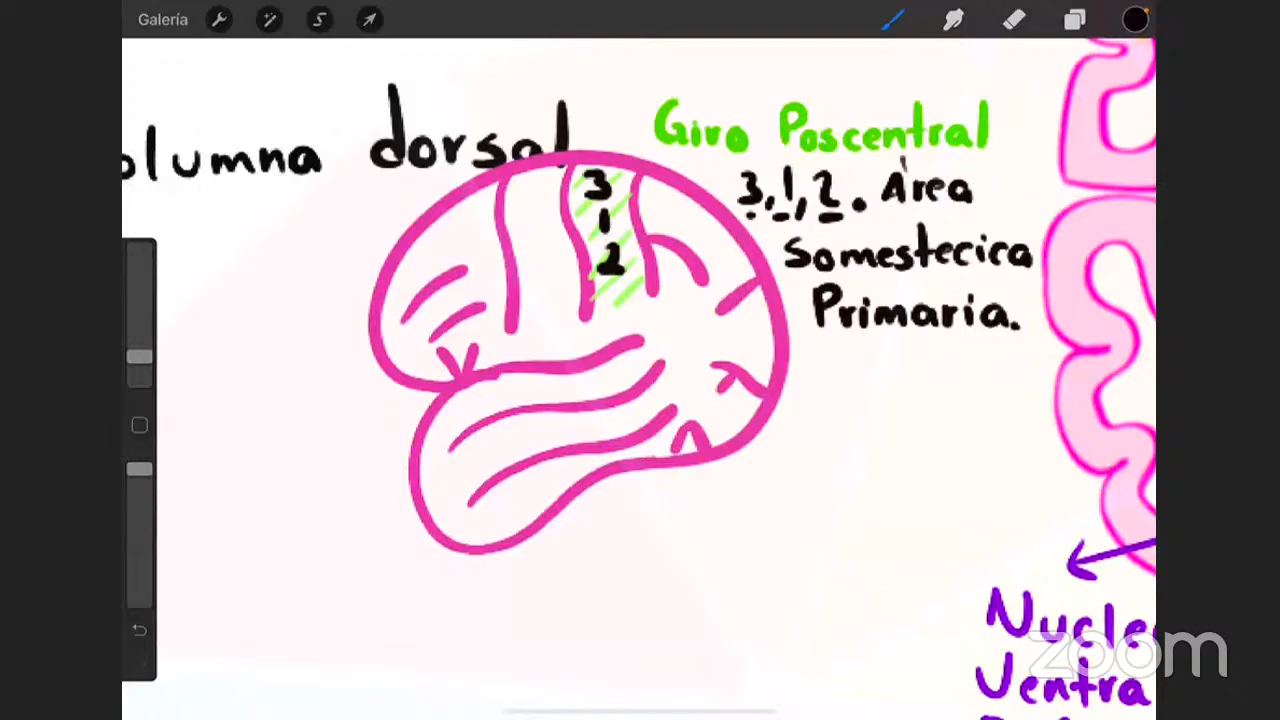 Galería
olumna dorsal
Giro Poscentral
3,1,2. Área
Somestecica
Primaria.
3
1
2
Nucle
Ventra
zoom